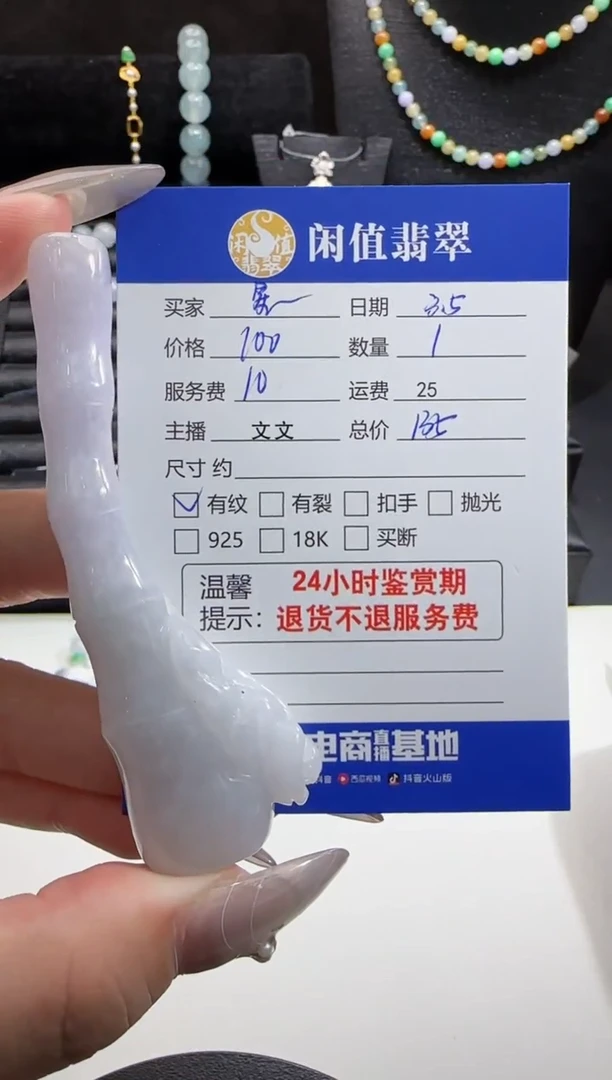 闲值翡翠
闲值翡翠
买家 日期 3.5
价格 100 数量 1
服务费 10 运费 25
主播 文文 总价 135
尺寸 约
有纹 有裂 扣手 抛光
925 18K 买断
温馨提示: 24小时鉴赏期
退货不退服务费
电商直播基地
抖音 西瓜视频 抖音火山版